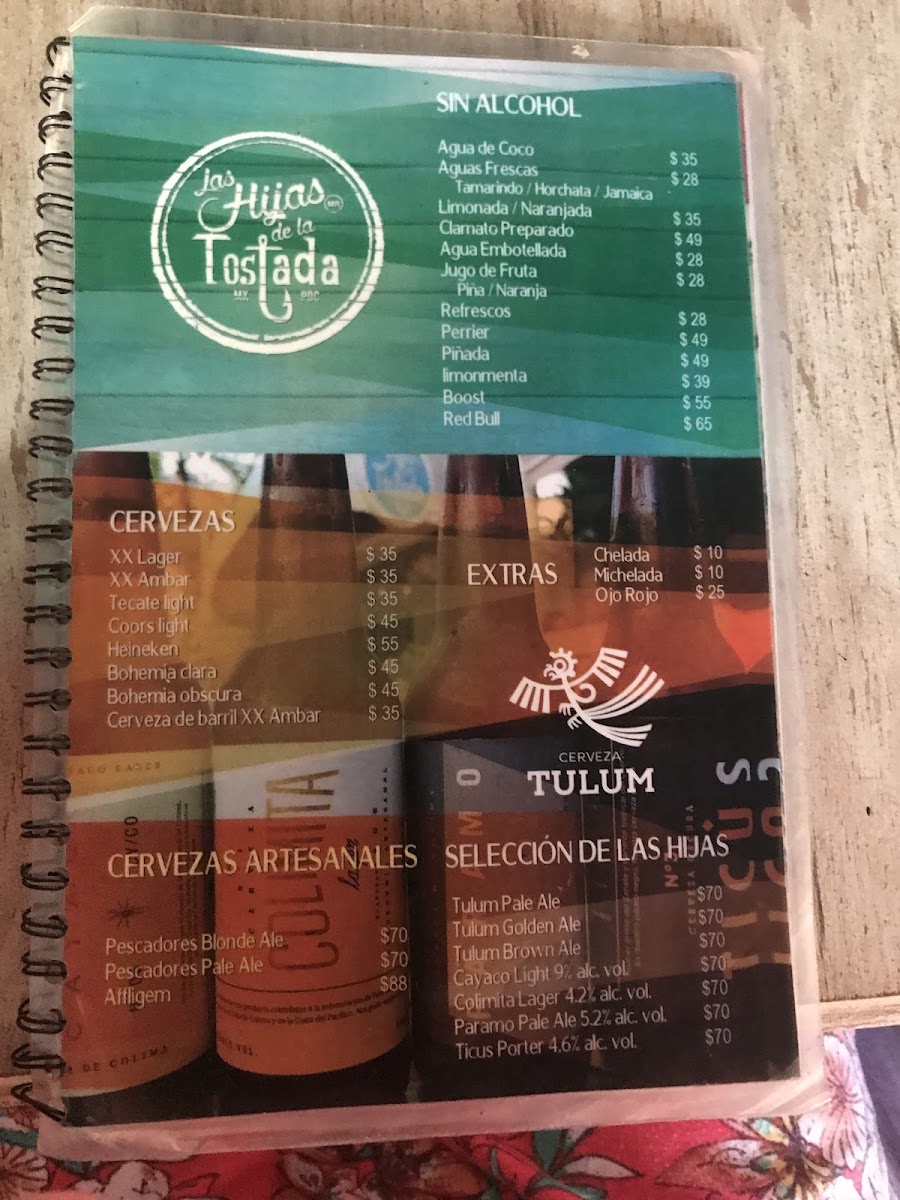 Las
Hijas
de la
Tostada
MX PDC
SIN ALCOHOL
Agua de Coco $ 35
Aguas Frescas $ 28
Tamarindo / Horchata / Jamaica
Limonada / Naranjada $ 35
Clamato Preparado $ 49
Agua Embotellada $ 28
Jugo de Fruta $ 28
Piña / Naranja
Refrescos $ 28
Perrier $ 49
Piñada $ 49
limonmenta $ 39
Boost $ 55
Red Bull $ 65
CERVEZAS
XX Lager $ 35
XX Ambar $ 35
Tecate light $ 35
Coors light $ 45
Heineken $ 55
Bohemia clara $ 45
Bohemia obscura $ 45
Cerveza de barril XX Ambar $ 35
EXTRAS
Chelada $ 10
Michelada $ 10
Ojo Rojo $ 25
CERVEZA
TULUM
CERVEZAS ARTESANALES
Pescadores Blonde Ale $70
Pescadores Pale Ale $70
Affligem $88
SELECCIÓN DE LAS HIJAS
Tulum Pale Ale $70
Tulum Golden Ale $70
Tulum Brown Ale $70
Cayaco Light 9% alc. vol. $70
Colimita Lager 4.2% alc. vol. $70
Paramo Pale Ale 5.2% alc. vol. $70
Ticus Porter 4.6% alc. vol. $70
COLIMITA
lager
DE COLIMA